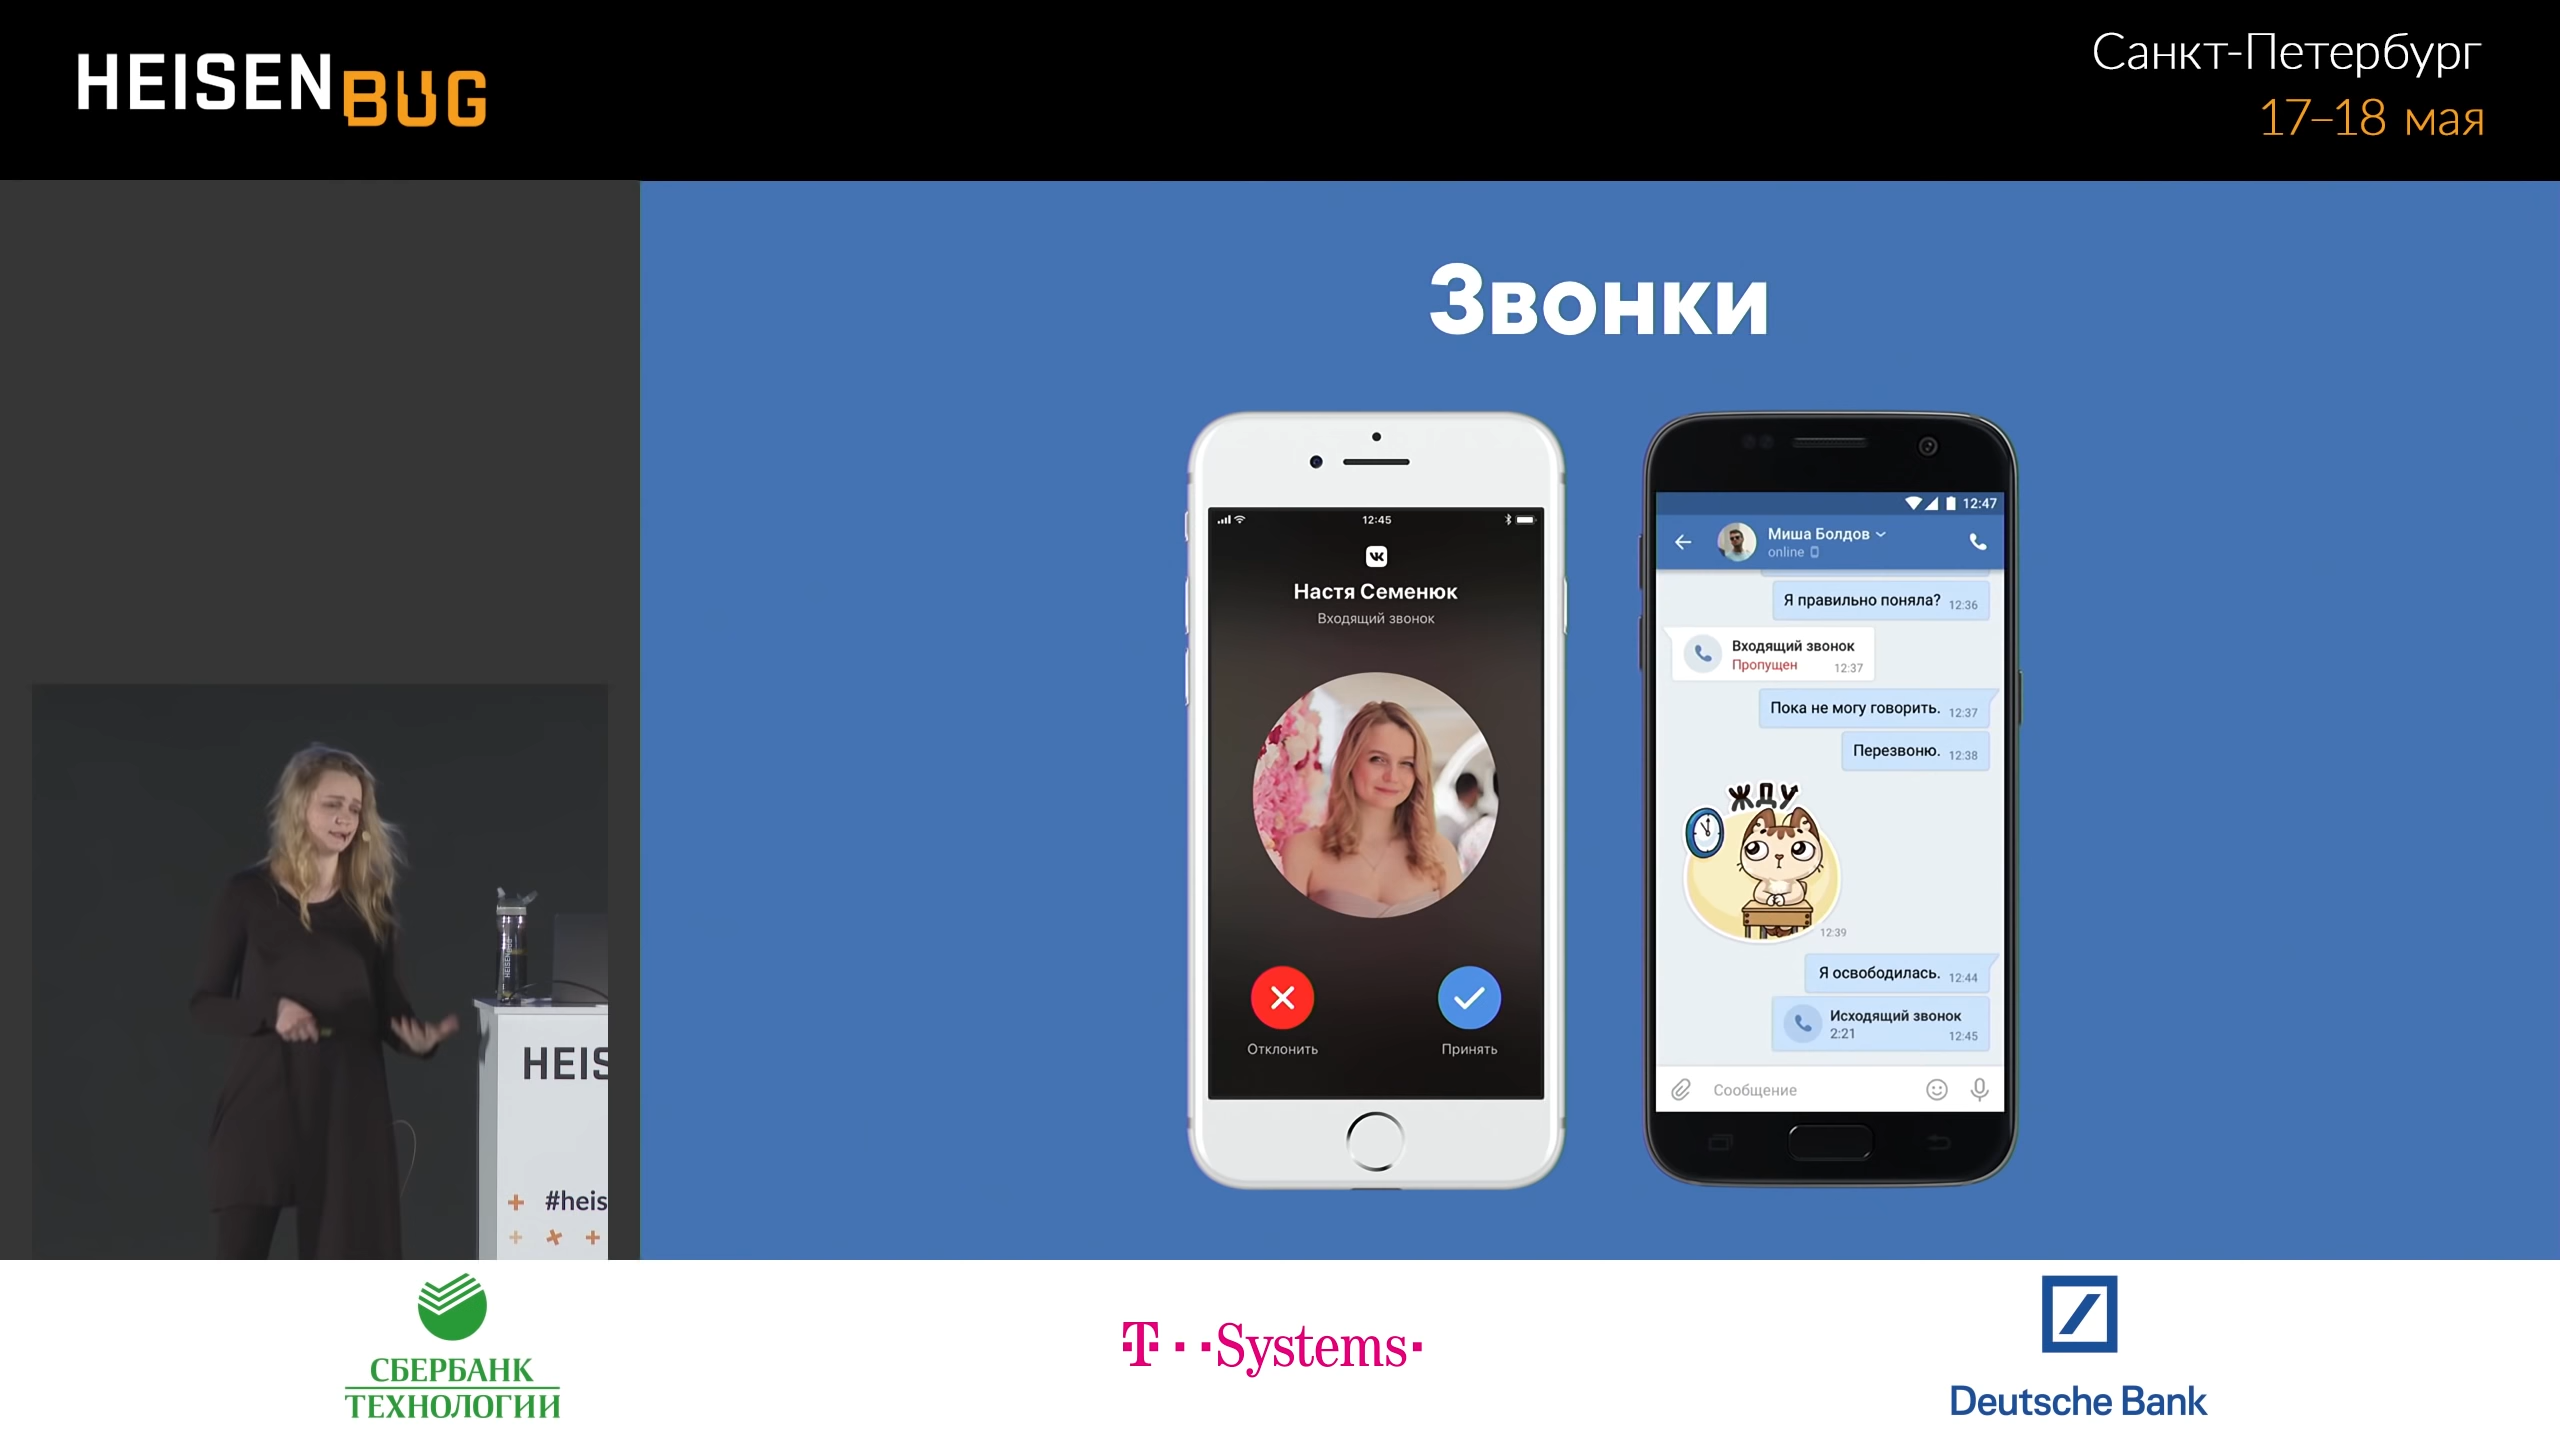 HEISENBUG
Санкт-Петербург
17–18 мая
Звонки
12:45
Настя Семенюк
Входящий звонок
Отклонить
Принять
12:47
Миша Болдов
online
Я правильно поняла? 12:36
Входящий звонок
Пропущен 12:37
Пока не могу говорить. 12:37
Перезвоню. 12:38
ЖДУ
12:39
Я освободилась. 12:44
Исходящий звонок
2:21 12:45
Сообщение
HEISEN
HEIS
#heis
СБЕРБАНК
ТЕХНОЛОГИИ
T··Systems·
Deutsche Bank